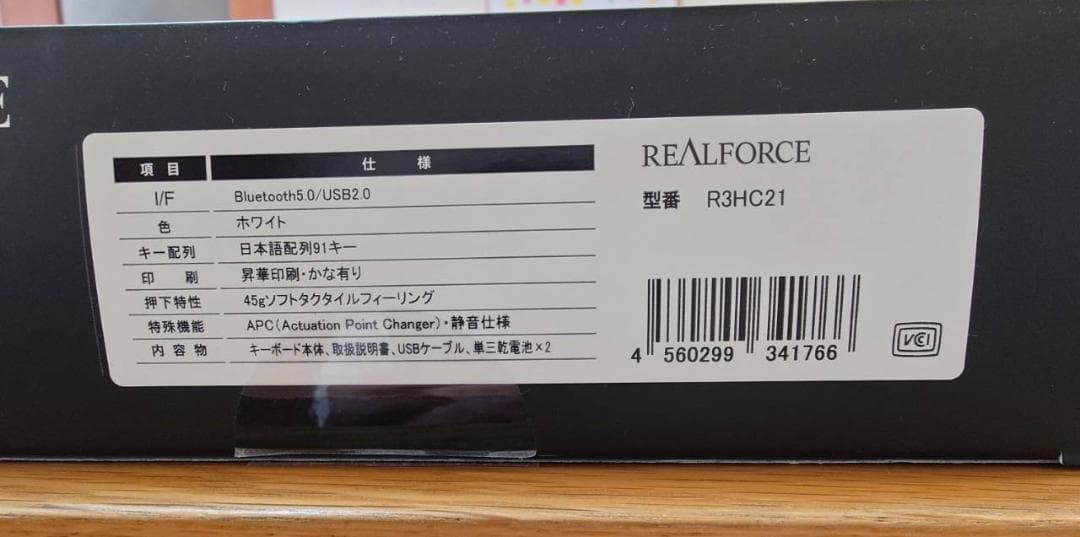 E
項 目 仕 様
I/F Bluetooth5.0/USB2.0
色 ホワイト
キー配列 日本語配列91キー
印 刷 昇華印刷・かな有り
押下特性 45gソフトタクタイルフィーリング
特殊機能 APC(Actuation Point Changer)・静音仕様
内 容 物 キーボード本体、取扱説明書、USBケーブル、単三乾電池×2
REALFORCE
型番 R3HC21
4 560299 341766
VCCI